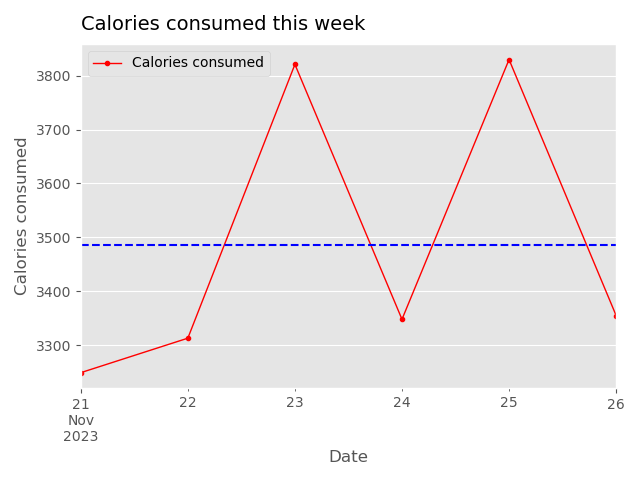 Calories consumed this week
Calories consumed
3800
3700
3600
3500
3400
3300
Calories consumed
21
Nov
2023
22
23
24
25
26
Date